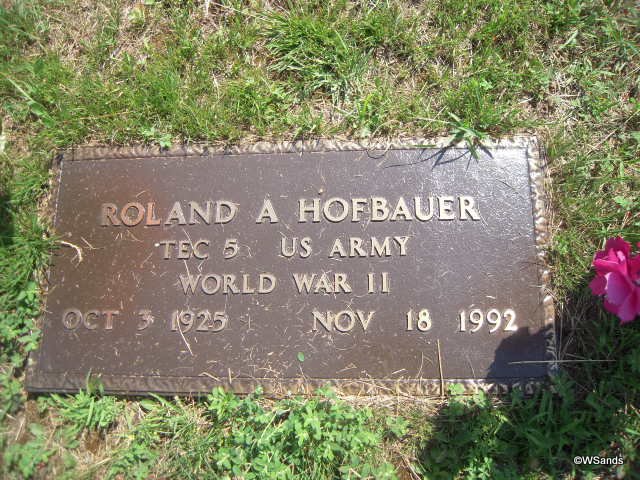 ROLAND A HOFBAUER
TEC 5 US ARMY
WORLD WAR II
OCT 3 1925 NOV 18 1992
©WSands